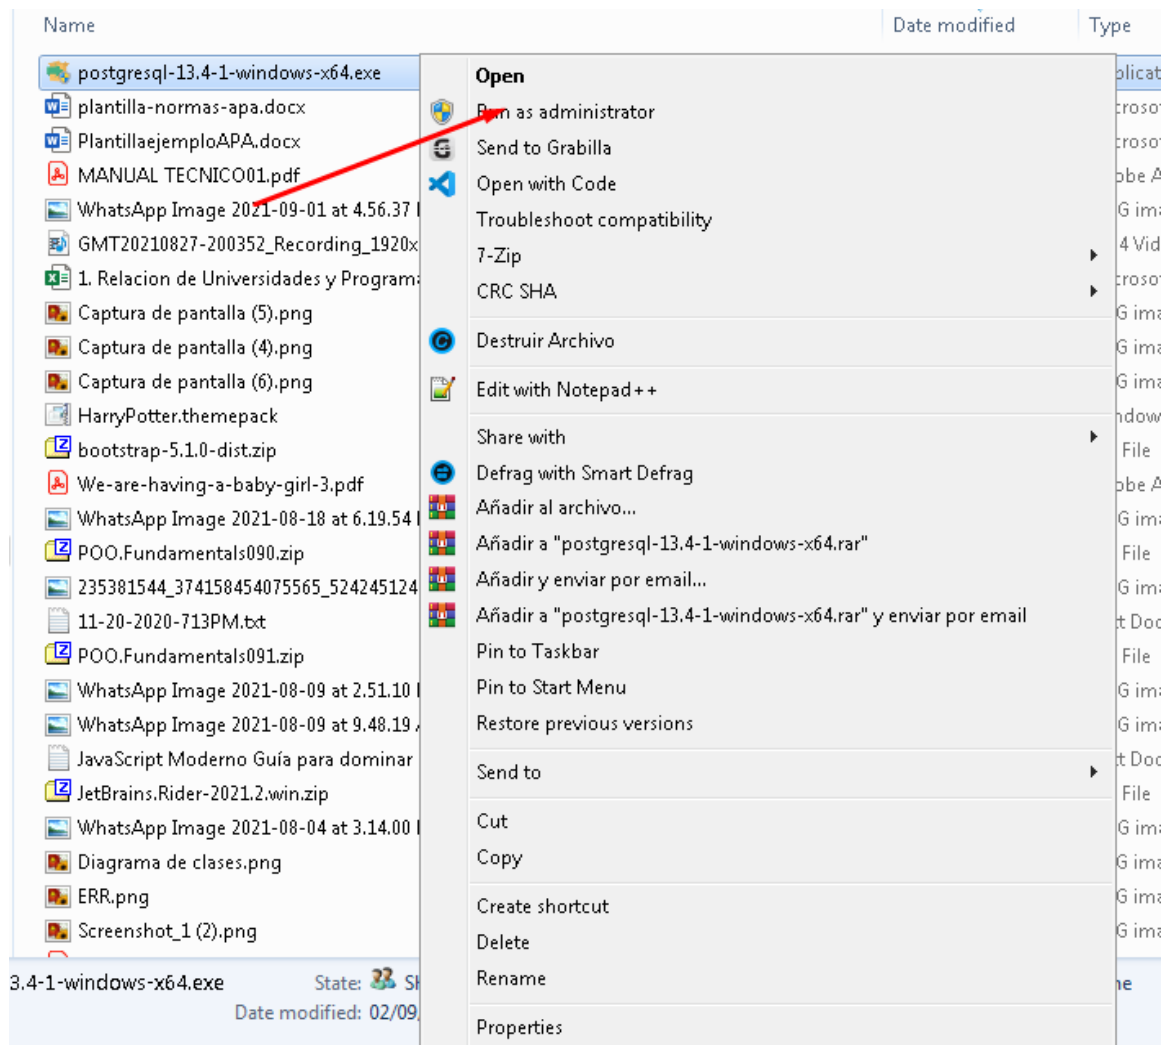 Name Date modified Type
postgresql-13.4-1-windows-x64.exe
plantilla-normas-apa.docx
PlantillaejemploAPA.docx
MANUAL TECNICO01.pdf
WhatsApp Image 2021-09-01 at 4.56.37
GMT20210827-200352_Recording_1920x
1. Relacion de Universidades y Programa
Captura de pantalla (5).png
Captura de pantalla (4).png
Captura de pantalla (6).png
HarryPotter.themepack
bootstrap-5.1.0-dist.zip
We-are-having-a-baby-girl-3.pdf
WhatsApp Image 2021-08-18 at 6.19.54
POO.Fundamentals090.zip
235381544_374158454075565_524245124
11-20-2020-713PM.txt
POO.Fundamentals091.zip
WhatsApp Image 2021-08-09 at 2.51.10
WhatsApp Image 2021-08-09 at 9.48.19
JavaScript Moderno Guía para dominar
JetBrains.Rider-2021.2.win.zip
WhatsApp Image 2021-08-04 at 3.14.00
Diagrama de clases.png
ERR.png
Screenshot_1 (2).png
Open
Run as administrator
Send to Grabilla
Open with Code
Troubleshoot compatibility
7-Zip
CRC SHA
Destruir Archivo
Edit with Notepad++
Share with
Defrag with Smart Defrag
Añadir al archivo...
Añadir a "postgresql-13.4-1-windows-x64.rar"
Añadir y enviar por email...
Añadir a "postgresql-13.4-1-windows-x64.rar" y enviar por email
Pin to Taskbar
Pin to Start Menu
Restore previous versions
Send to
Cut
Copy
Create shortcut
Delete
Rename
Properties
File
File
File
File
3.4-1-windows-x64.exe State:
Date modified: 02/09